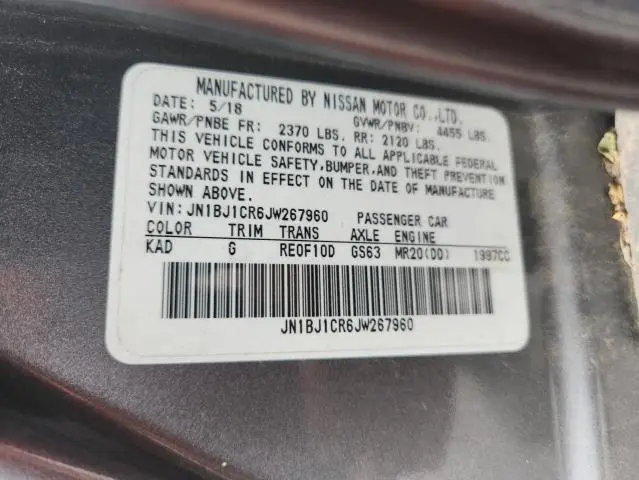 MANUFACTURED BY NISSAN MOTOR CO.,LTD.
DATE: 5/18 GVWR/PNBV: 4455 LBS.
GAWR/PNBE FR: 2370 LBS. RR: 2120 LBS.
THIS VEHICLE CONFORMS TO ALL APPLICABLE FEDERAL
MOTOR VEHICLE SAFETY,BUMPER,AND THEFT PREVENTION
STANDARDS IN EFFECT ON THE DATE OF MANUFACTURE
SHOWN ABOVE.
VIN:JN1BJ1CR6JW267960 PASSENGER CAR
COLOR TRIM TRANS AXLE ENGINE
KAD G RE0F10D GS63 MR20(DD) 1997CC
JN1BJ1CR6JW267960